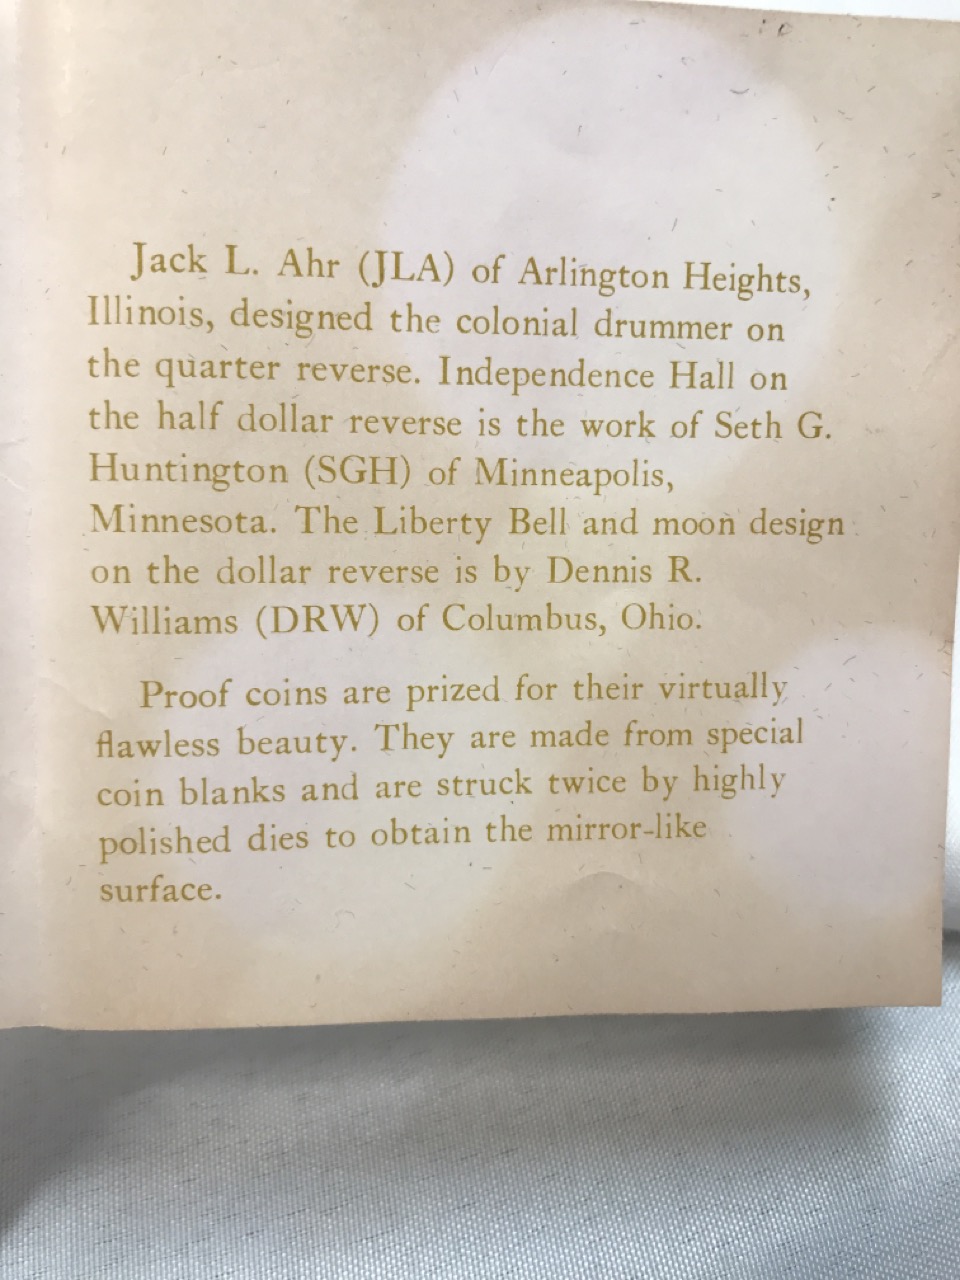 Jack L. Ahr (JLA) of Arlington Heights,
Illinois, designed the colonial drummer on
the quarter reverse. Independence Hall on
the half dollar reverse is the work of Seth G.
Huntington (SGH) of Minneapolis,
Minnesota. The Liberty Bell and moon design
on the dollar reverse is by Dennis R.
Williams (DRW) of Columbus, Ohio.
Proof coins are prized for their virtually
flawless beauty. They are made from special
coin blanks and are struck twice by highly
polished dies to obtain the mirror-like
surface.